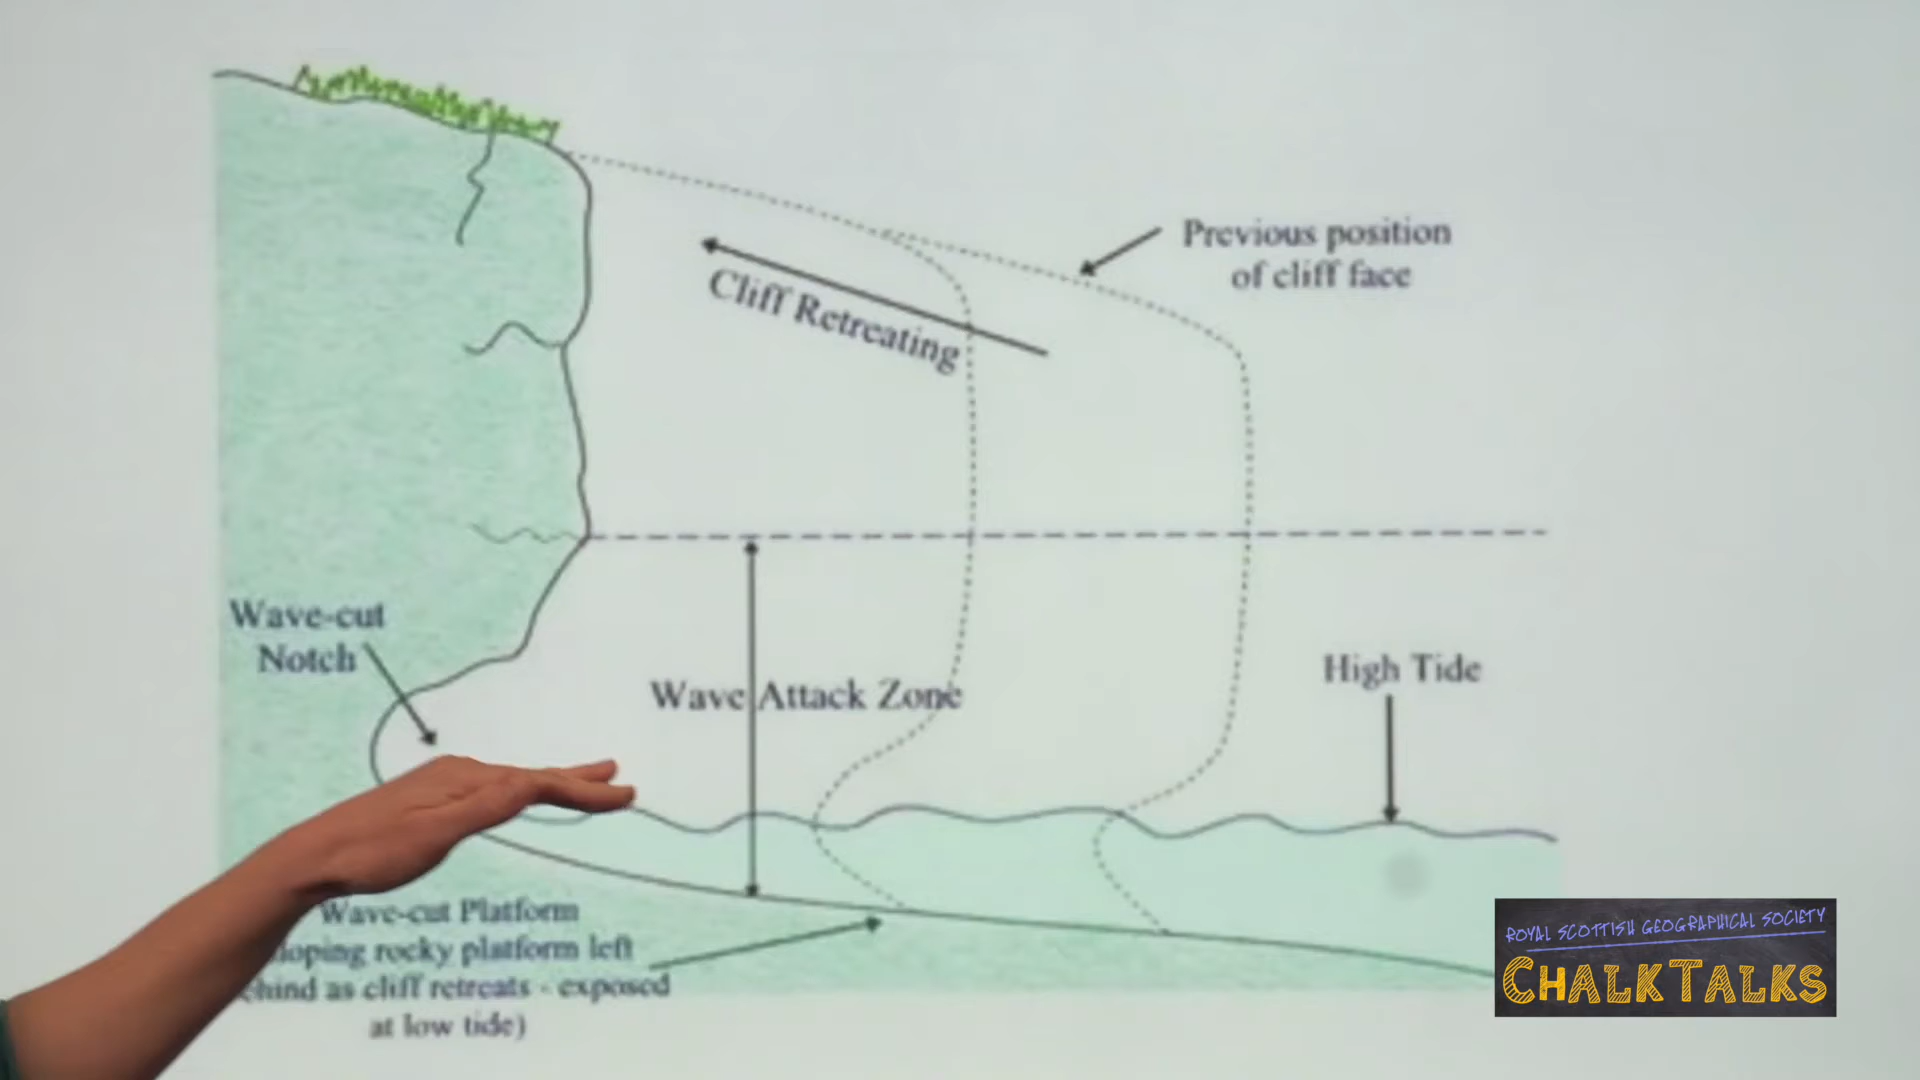 Previous position
of cliff face
Cliff Retreating
Wave-cut
Notch
Wave Attack Zone
High Tide
Wave-cut Platform
rocky platform left
as cliff retreats - exposed
at low tide)
ROYAL SCOTTISH GEOGRAPHICAL SOCIETY
CHALKTALKS